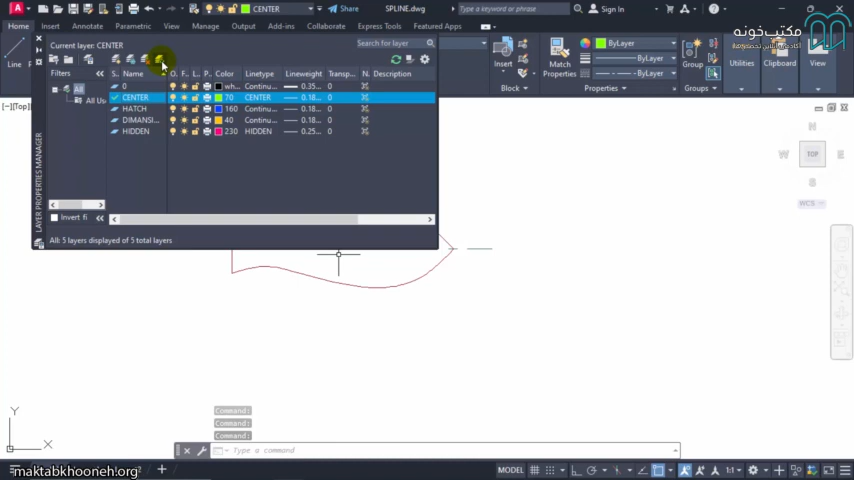 CENTER
Share
SPLINE.dwg
Sign In
Home
Insert
Annotate
Parametric
View
Manage
Output
Add-ins
Collaborate
Express Tools
Featured Apps
مکتب‌خونه
Line
Insert
Block
Match
Properties
ByLayer
ByLayer
ByLayer
Properties
Group
Groups
Utilities
Clipboard
View
Current layer: CENTER
Search for layer
Filters
S.. Name O. F.. L.. P.. Color Linetype Lineweight Transp... N. Description
All
All Us
0 wh... Continu... 0.35... 0
CENTER 70 CENTER 0.18... 0
HATCH 160 Continu... 0.18... 0
DIMANSI... 40 Continu... 0.18... 0
HIDDEN 230 HIDDEN 0.25... 0
Invert fi
All: 5 layers displayed of 5 total layers
LAYER PROPERTIES MANAGER
[−][Top]
N
W
TOP
E
S
WCS
Y
X
Command:
Command:
Command:
Type a command
maktabkhooneh.org
MODEL
1:1